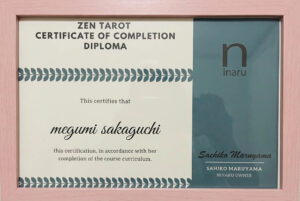 ZEN TAROT
CERTIFICATE OF COMPLETION
DIPLOMA
n
inaru
This certifies that
megumi sakaguchi
this certification, in accordance with her
completion of the course curriculum.
Sachiko Maruyama
SAHIKO MARUYAMA
OWNER